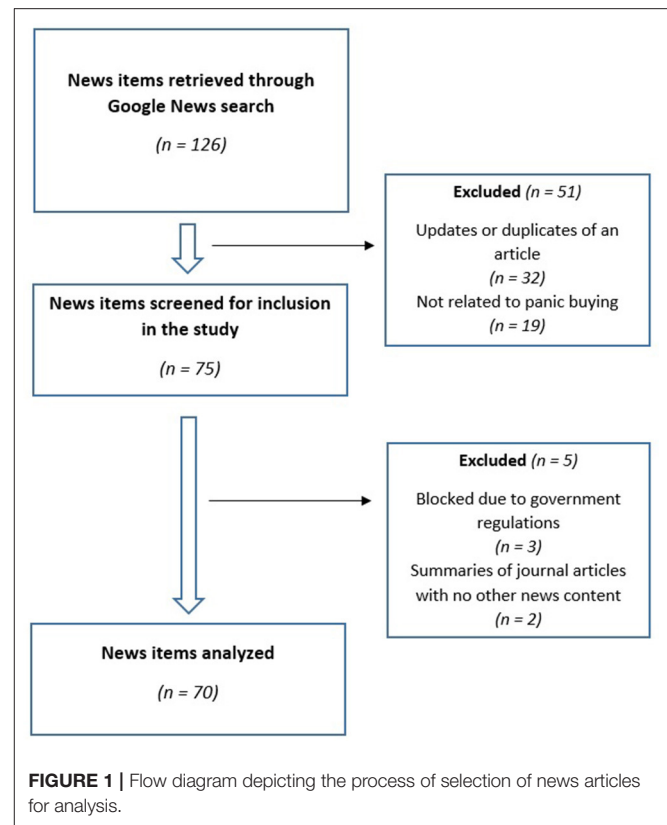 News items retrieved through
Google News search
(n = 126)
Excluded (n = 51)
Updates or duplicates of an
article
(n = 32)
Not related to panic buying
(n = 19)
News items screened for inclusion
in the study
(n = 75)
Excluded (n = 5)
Blocked due to government
regulations
(n = 3)
Summaries of journal articles
with no other news content
(n = 2)
News items analyzed
(n = 70)
FIGURE 1 | Flow diagram depicting the process of selection of news articles
for analysis.